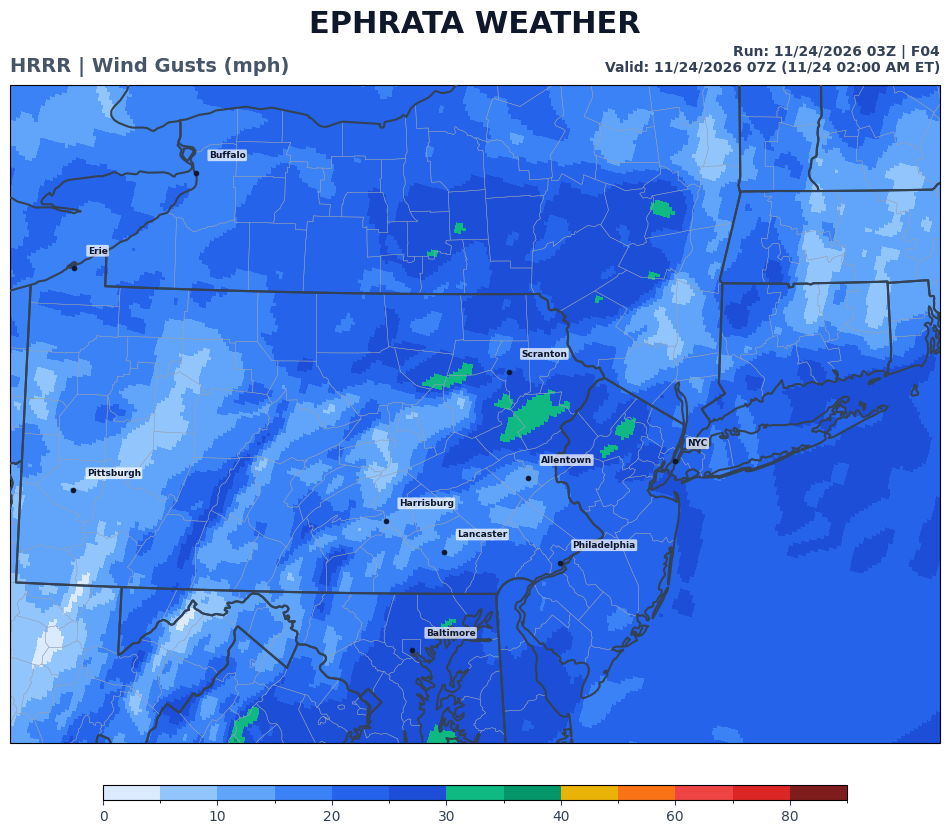 EPHRATA WEATHER
HRRR | Wind Gusts (mph)
Run: 11/24/2026 03Z | F04
Valid: 11/24/2026 07Z (11/24 02:00 AM ET)
Buffalo
Erie
Scranton
NYC
Allentown
Pittsburgh
Harrisburg
Lancaster
Philadelphia
Baltimore
0 10 20 30 40 60 80